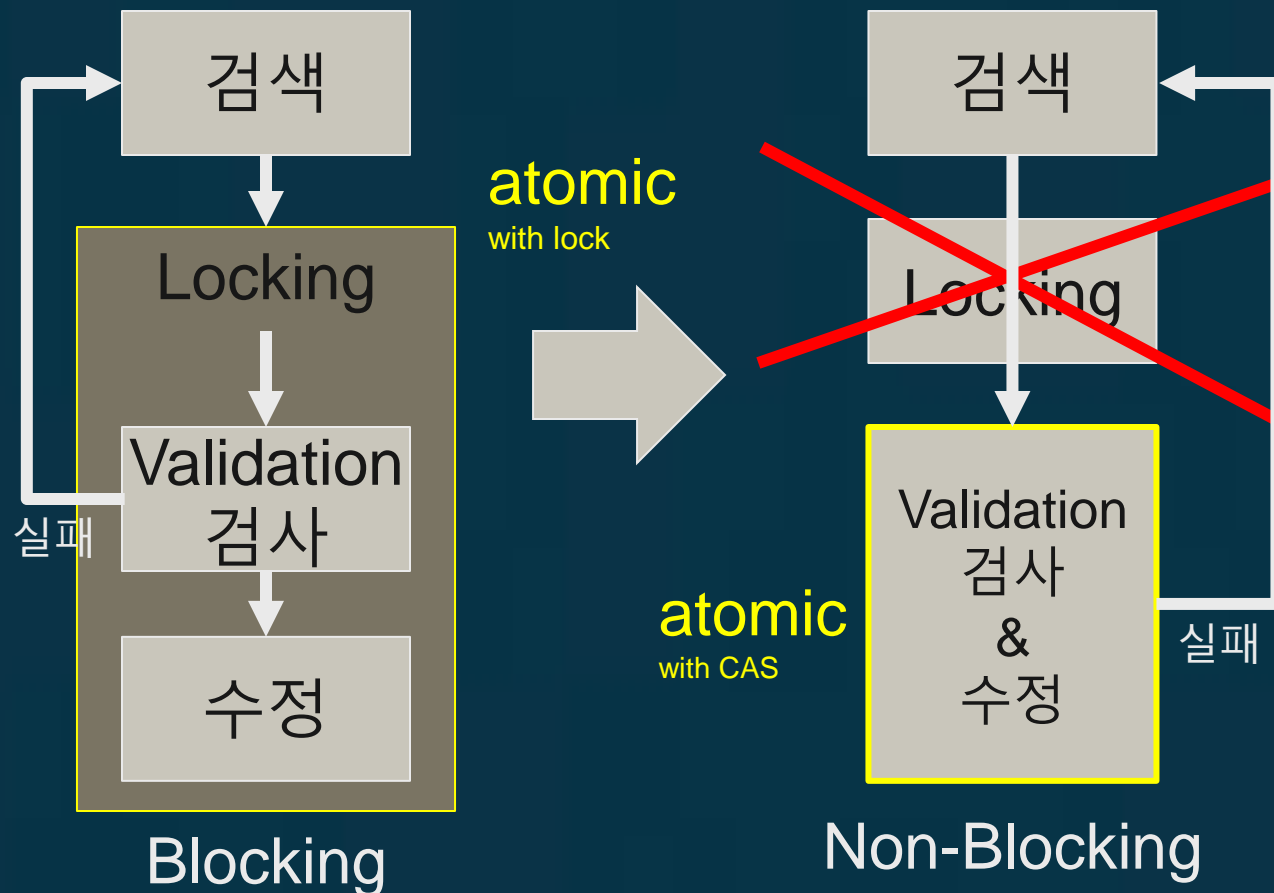 검색
Locking
Validation
검사
수정
실패
Blocking
atomic
with lock
검색
Locking
atomic
with CAS
Validation
검사
&
수정
실패
Non-Blocking